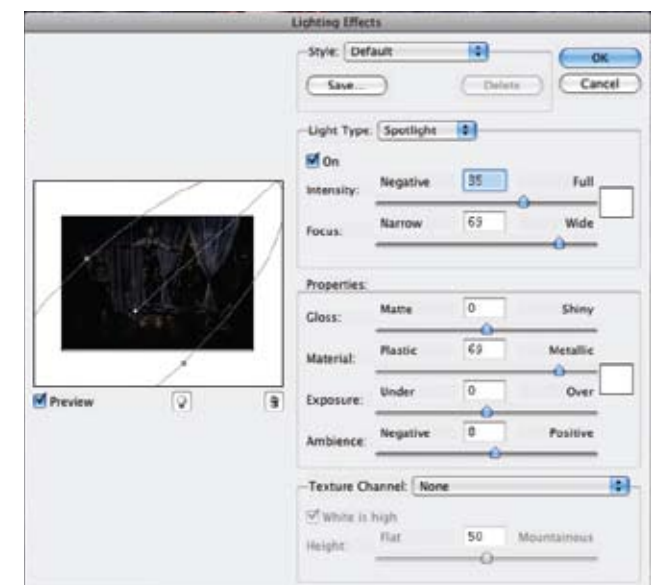 Lighting Effects
Style: Default
OK
Save...
Delete
Cancel
Light Type: Spotlight
On
Intensity: Negative 35 Full
Focus: Narrow 69 Wide
Properties:
Gloss: Matte 0 Shiny
Material: Plastic 69 Metallic
Preview
Exposure: Under 0 Over
Ambience: Negative 8 Positive
Texture Channel: None
White is high
Height: Flat 50 Mountainous